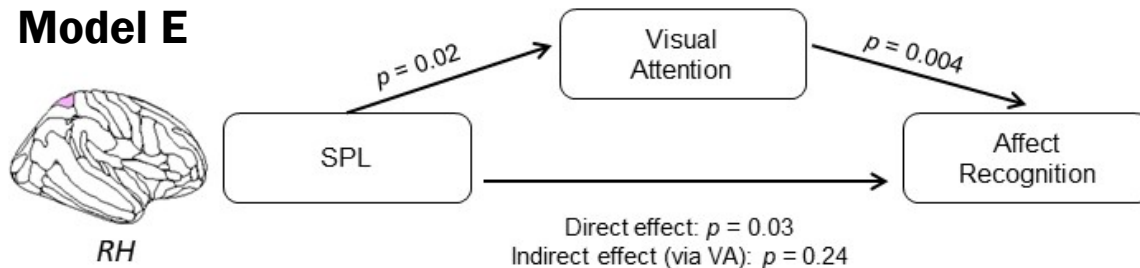 Model E
p = 0.02
Visual
Attention
p = 0.004
SPL
Affect
Recognition
Direct effect: p = 0.03
Indirect effect (via VA): p = 0.24
RH